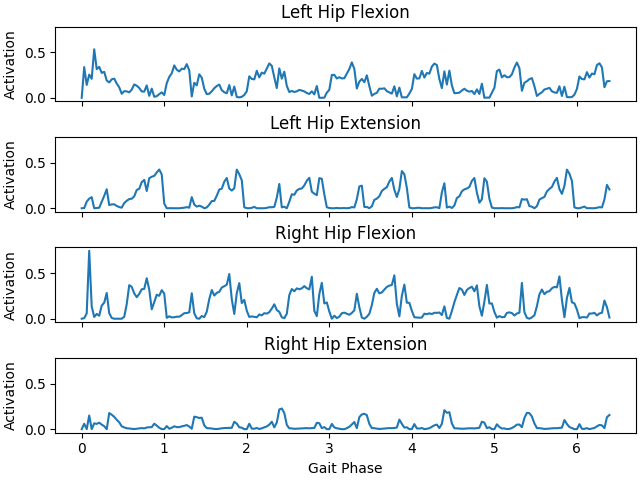 Left Hip Flexion
Activation
0.5
0.0
Left Hip Extension
Activation
0.5
0.0
Right Hip Flexion
Activation
0.5
0.0
Right Hip Extension
Activation
0.5
0.0
0 1 2 3 4 5 6
Gait Phase